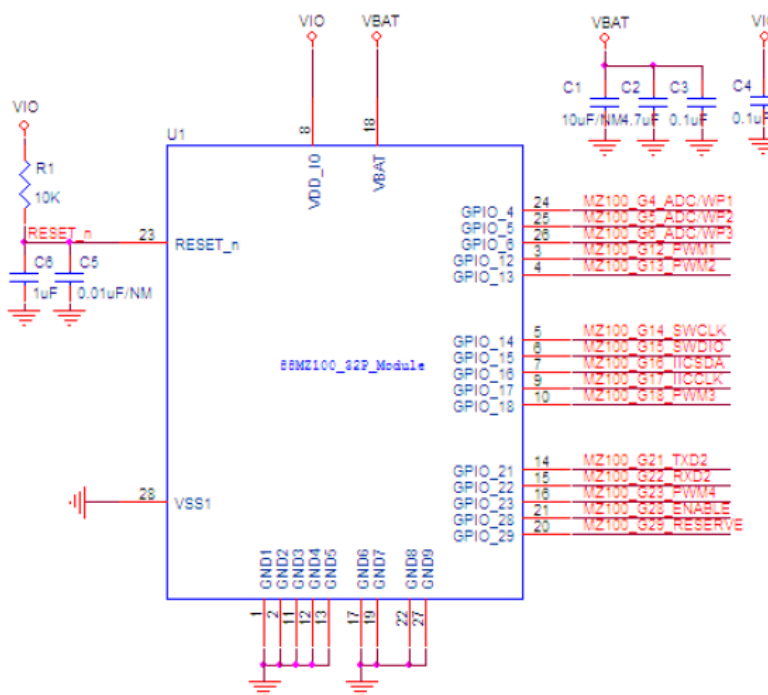 VIO
VBAT
VBAT
C1
C2
C3
C4
10uF/NM
4.7uF
0.1uF
0.1uF
VIO
R1
10K
RESET_n
C6
C5
1uF
0.01uF/NM
U1
8
18
VDD_IO
VBAT
23
RESET_n
88MZ100_32P_Module
28
VSS1
GPIO_4 24 MZ100_G4_ADC/WP1
GPIO_5 25 MZ100_G5_ADC/WP2
GPIO_6 26 MZ100_G6_ADC/WP3
GPIO_12 3 MZ100_G12_PWM1
GPIO_13 4 MZ100_G13_PWM2
GPIO_14 5 MZ100_G14_SWCLK
GPIO_15 6 MZ100_G15_SWDIO
GPIO_16 7 MZ100_G16_IICSDA
GPIO_17 9 MZ100_G17_IICCLK
GPIO_18 10 MZ100_G18_PWM3
GPIO_21 14 MZ100_G21_TXD2
GPIO_22 15 MZ100_G22_RXD2
GPIO_23 16 MZ100_G23_PWM4
GPIO_28 21 MZ100_G28_ENABLE
GPIO_29 20 MZ100_G29_RESERVE
GND1
GND2
GND3
GND4
GND5
GND6
GND7
GND8
GND9
1
2
11
12
13
17
19
22
27